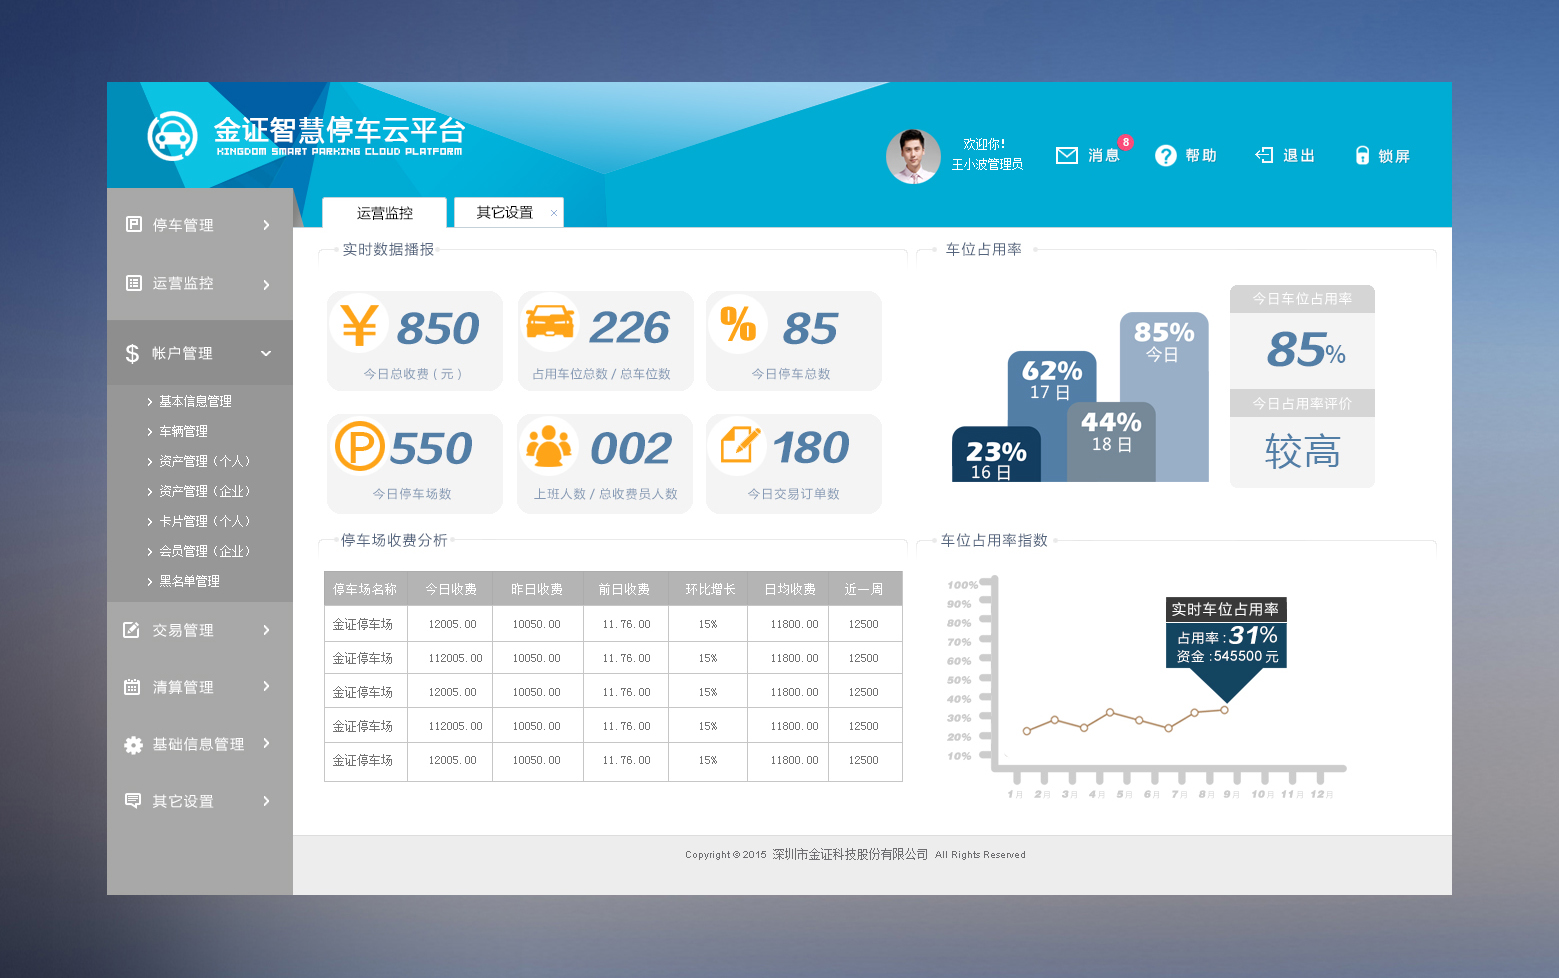 金证智慧停车云平台
KINGDOM SMART PARKING CLOUD PLATFORM
欢迎你!
王小波管理员
消息
8
帮助
退出
锁屏
运营监控
其它设置
停车管理
运营监控
帐户管理
基本信息管理
车辆管理
资产管理（个人）
资产管理（企业）
卡片管理（个人）
会员管理（企业）
黑名单管理
交易管理
清算管理
基础信息管理
其它设置
实时数据播报
¥ 850
今日总收费 ( 元 )
226
占用车位总数 / 总车位数
% 85
今日停车总数
P 550
今日停车场数
002
上班人数 / 总收费员人数
180
今日交易订单数
车位占用率
23%
16 日
62%
17 日
44%
18 日
85%
今日
今日车位占用率
85%
今日占用率评价
较高
停车场收费分析
停车场名称 今日收费 昨日收费 前日收费 环比增长 日均收费 近一周
金证停车场 12005.00 10050.00 11.76.00 15% 11800.00 12500
金证停车场 112005.00 10050.00 11.76.00 15% 11800.00 12500
金证停车场 12005.00 10050.00 11.76.00 15% 11800.00 12500
金证停车场 112005.00 10050.00 11.76.00 15% 11800.00 12500
金证停车场 12005.00 10050.00 11.76.00 15% 11800.00 12500
车位占用率指数
100%
90%
80%
70%
60%
50%
40%
30%
20%
10%
实时车位占用率
占用率 : 31%
资金 :545500 元
1月 2月 3月 4月 5月 6月 7月 8月 9月 10月 11月 12月
Copyright © 2015 深圳市金证科技股份有限公司 All Rights Reserved